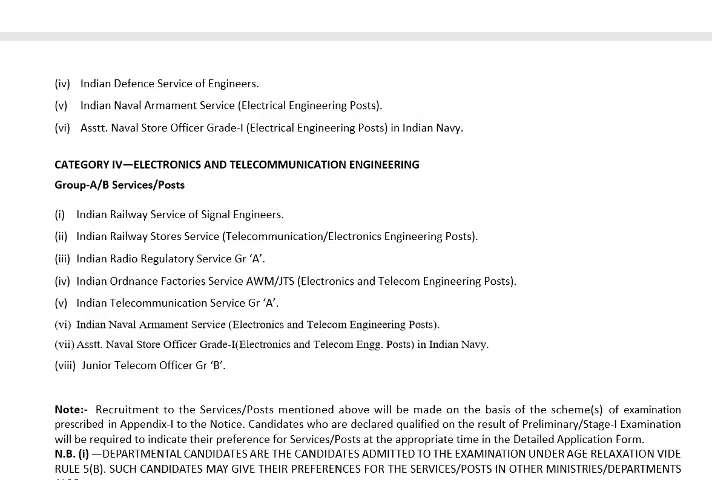 (iv) Indian Defence Service of Engineers.
(v) Indian Naval Armament Service (Electrical Engineering Posts).
(vi) Asstt. Naval Store Officer Grade-I (Electrical Engineering Posts) in Indian Navy.
CATEGORY IV—ELECTRONICS AND TELECOMMUNICATION ENGINEERING
Group-A/B Services/Posts
(i) Indian Railway Service of Signal Engineers.
(ii) Indian Railway Stores Service (Telecommunication/Electronics Engineering Posts).
(iii) Indian Radio Regulatory Service Gr ‘A’.
(iv) Indian Ordnance Factories Service AWM/JTS (Electronics and Telecom Engineering Posts).
(v) Indian Telecommunication Service Gr ‘A’.
(vi) Indian Naval Armament Service (Electronics and Telecom Engineering Posts).
(vii) Asstt. Naval Store Officer Grade-I(Electronics and Telecom Engg. Posts) in Indian Navy.
(viii) Junior Telecom Officer Gr ‘B’.
Note:- Recruitment to the Services/Posts mentioned above will be made on the basis of the scheme(s) of examination
prescribed in Appendix-I to the Notice. Candidates who are declared qualified on the result of Preliminary/Stage-I Examination
will be required to indicate their preference for Services/Posts at the appropriate time in the Detailed Application Form.
N.B. (i) —DEPARTMENTAL CANDIDATES ARE THE CANDIDATES ADMITTED TO THE EXAMINATION UNDER AGE RELAXATION VIDE
RULE 5(B). SUCH CANDIDATES MAY GIVE THEIR PREFERENCES FOR THE SERVICES/POSTS IN OTHER MINISTRIES/DEPARTMENTS